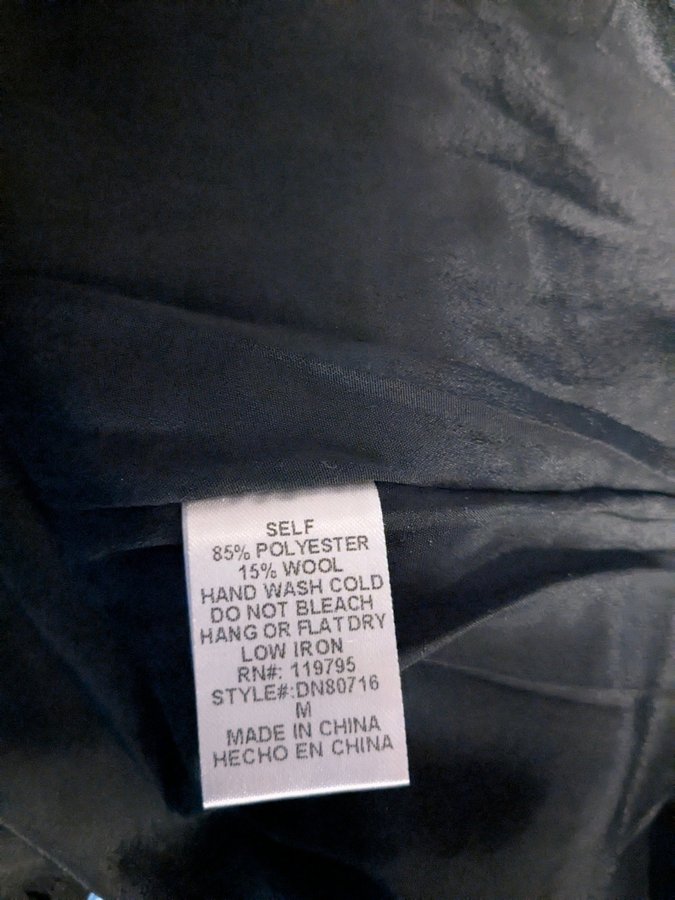 SELF
85% POLYESTER
15% WOOL
HAND WASH COLD
DO NOT BLEACH
HANG OR FLAT DRY
LOW IRON
RN#: 119795
STYLE#:DN80716
M
MADE IN CHINA
HECHO EN CHINA